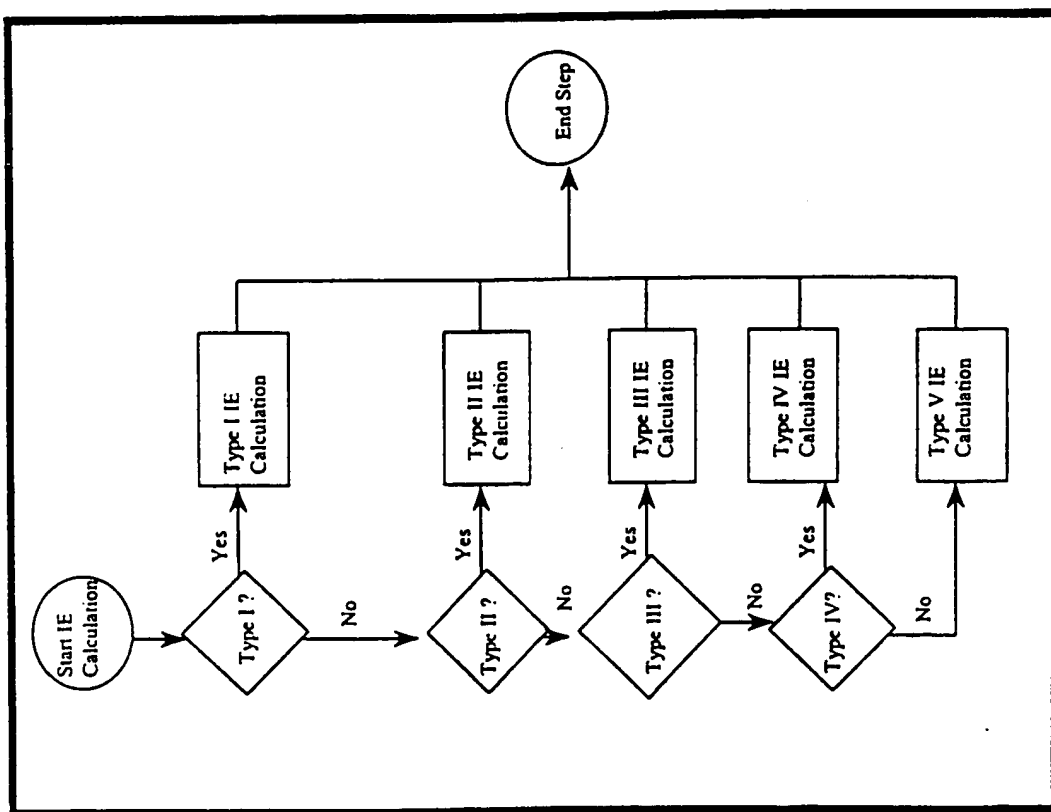 Start IE
Calculation
Type I ?
Yes
Type I IE
Calculation
No
Type II ?
Yes
Type II IE
Calculation
No
Type III ?
Yes
Type III IE
Calculation
No
Type IV?
Yes
Type IV IE
Calculation
No
Type V IE
Calculation
End Step